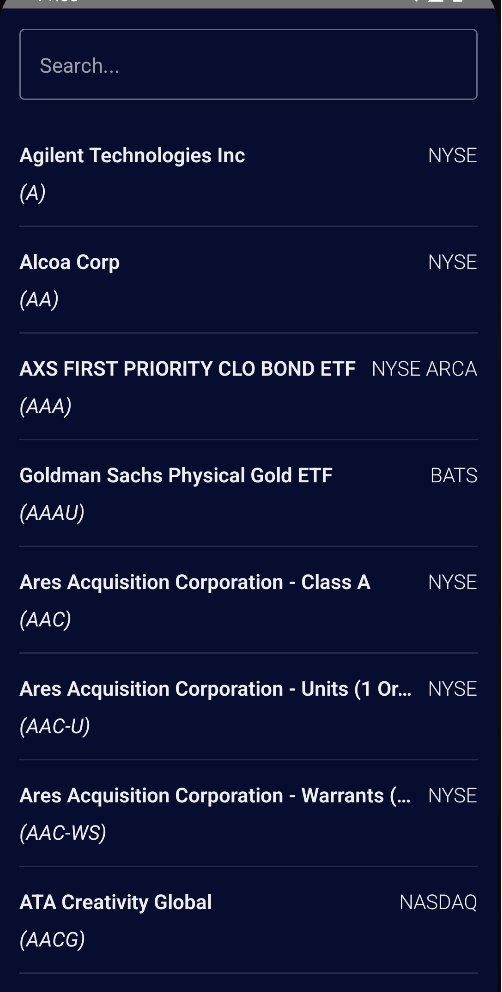 Search...
Agilent Technologies Inc NYSE
(A)
Alcoa Corp NYSE
(AA)
AXS FIRST PRIORITY CLO BOND ETF NYSE ARCA
(AAA)
Goldman Sachs Physical Gold ETF BATS
(AAAU)
Ares Acquisition Corporation - Class A NYSE
(AAC)
Ares Acquisition Corporation - Units (1 Or... NYSE
(AAC-U)
Ares Acquisition Corporation - Warrants (... NYSE
(AAC-WS)
ATA Creativity Global NASDAQ
(AACG)